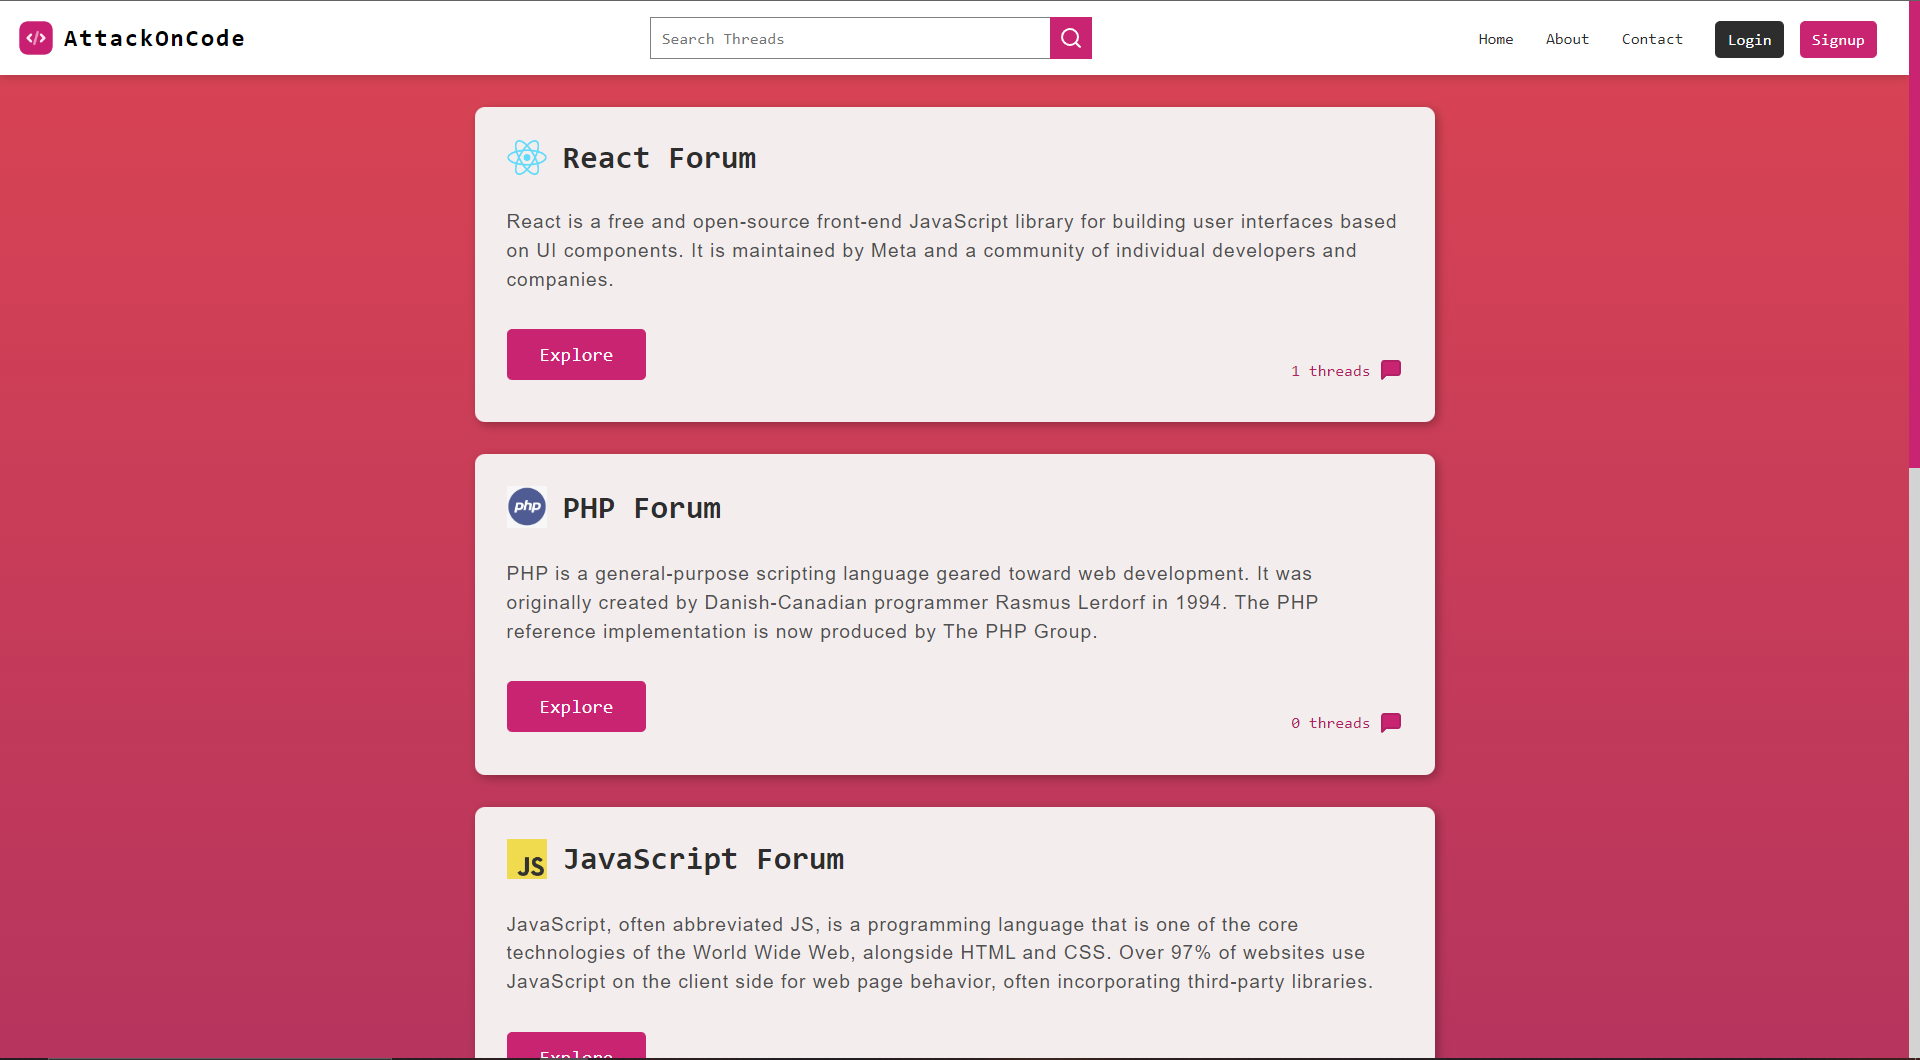 AttackOnCode
Search Threads
Home
About
Contact
Login
Signup
React Forum
React is a free and open-source front-end JavaScript library for building user interfaces based
on UI components. It is maintained by Meta and a community of individual developers and
companies.
Explore
1 threads
php
PHP Forum
PHP is a general-purpose scripting language geared toward web development. It was
originally created by Danish-Canadian programmer Rasmus Lerdorf in 1994. The PHP
reference implementation is now produced by The PHP Group.
Explore
0 threads
JS
JavaScript Forum
JavaScript, often abbreviated JS, is a programming language that is one of the core
technologies of the World Wide Web, alongside HTML and CSS. Over 97% of websites use
JavaScript on the client side for web page behavior, often incorporating third-party libraries.
Explore